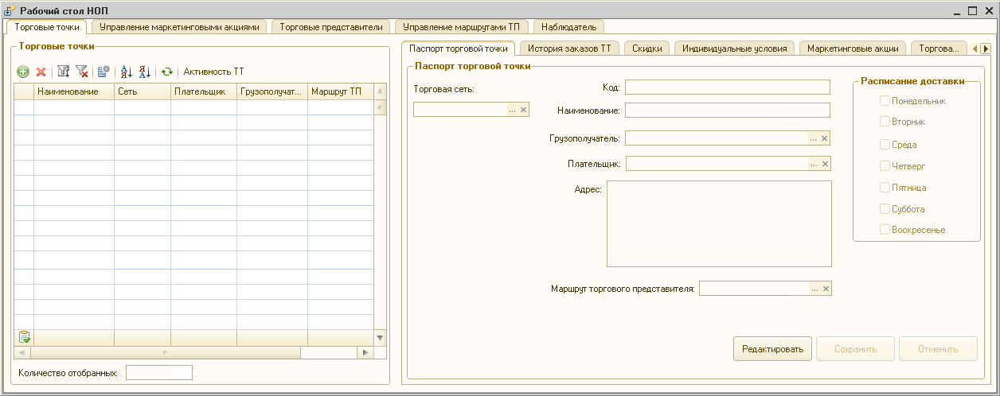 Рабочий стол НОП
Торговые точки Управление маркетинговыми акциями Торговые представители Управление маршрутами ТП Наблюдатель
Торговые точки
Активность ТТ
Наименование Сеть Плательщик Грузополучат... Маршрут ТП
Количество отобранных:
Паспорт торговой точки История заказов ТТ Скидки Индивидуальные условия Маркетинговые акции Торгова...
Паспорт торговой точки
Торговая сеть:
Код:
Наименование:
Грузополучатель:
Плательщик:
Адрес:
Маршрут торгового представителя:
Расписание доставки
Понедельник
Вторник
Среда
Четверг
Пятница
Суббота
Воскресенье
Редактировать Сохранить Отменить